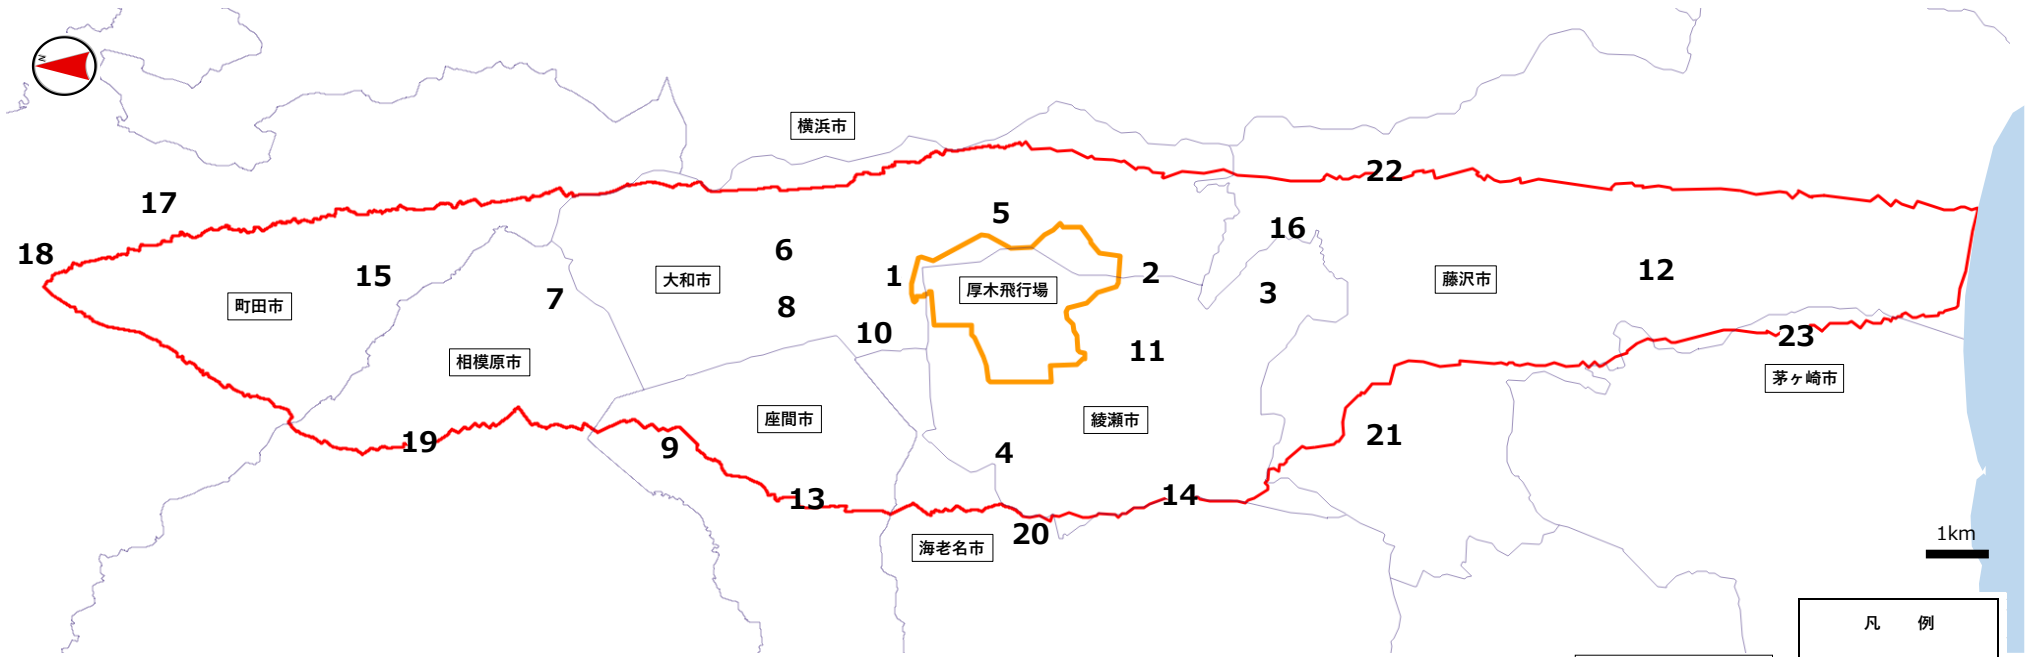 N
横浜市
22
17
5
16
18
6
12
15
大和市
1
2
藤沢市
町田市
7
8
厚木飛行場
3
10
23
相模原市
11
茅ヶ崎市
座間市
綾瀬市
19
9
4
21
13
14
20
海老名市
1km
凡 例